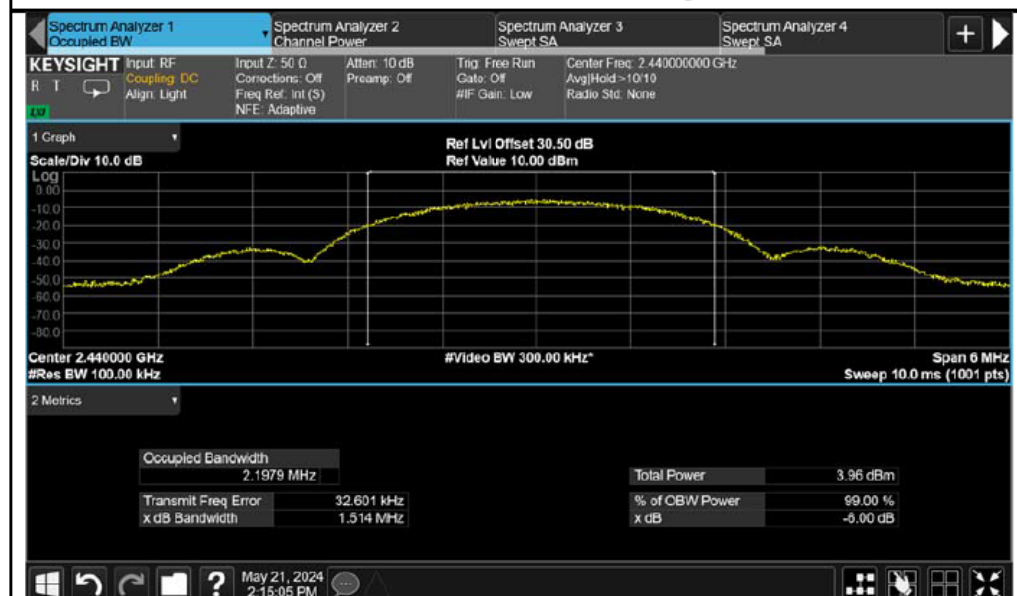 Spectrum Analyzer 1
Occupied BW
Spectrum Analyzer 2
Channel Power
Spectrum Analyzer 3
Swept SA
Spectrum Analyzer 4
Swept SA
+
KEYSIGHT
R T
Input: RF
Coupling: DC
Align: Light
Input Z: 50 Ω
Corrections: Off
Freq Ref: Int (S)
NFE: Adaptive
Atten: 10 dB
Preamp: Off
Trig: Free Run
Gate: Off
#IF Gain: Low
Center Freq: 2.440000000 GHz
Avg|Hold:>10/10
Radio Std: None
1 Graph
Scale/Div 10.0 dB
Ref Lvl Offset 30.50 dB
Ref Value 10.00 dBm
Log
0.00
-10.0
-20.0
-30.0
-40.0
-50.0
-60.0
-70.0
-80.0
Center 2.440000 GHz
#Res BW 100.00 kHz
#Video BW 300.00 kHz*
Span 6 MHz
Sweep 10.0 ms (1001 pts)
2 Metrics
Occupied Bandwidth
2.1979 MHz
Total Power 3.96 dBm
Transmit Freq Error 32.601 kHz
% of OBW Power 99.00 %
x dB Bandwidth 1.514 MHz
x dB -6.00 dB
?
May 21, 2024
2:15:05 PM